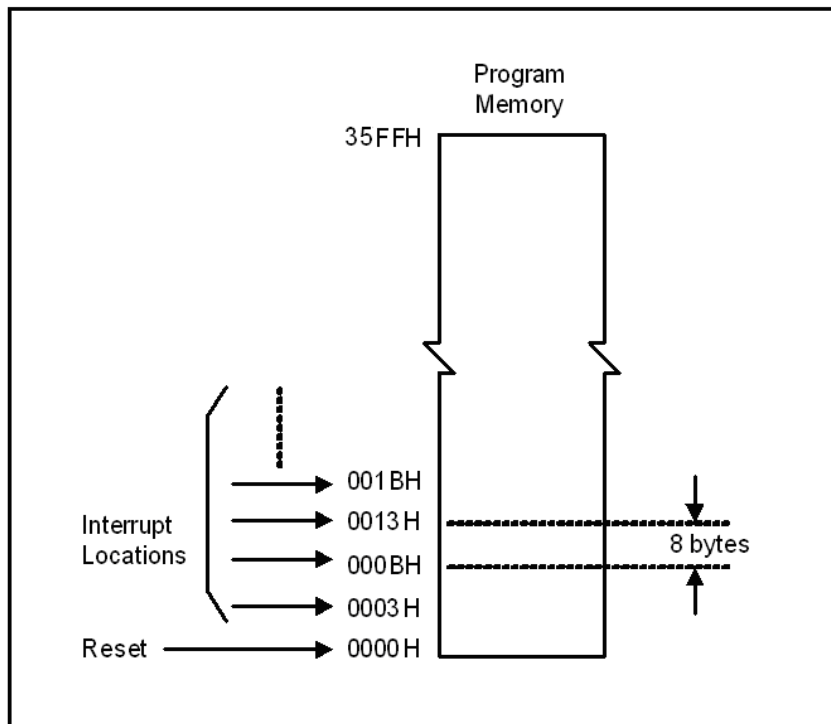 Program
Memory
35FFH
001BH
0013H
Interrupt
Locations
000BH
8 bytes
0003H
Reset
0000H